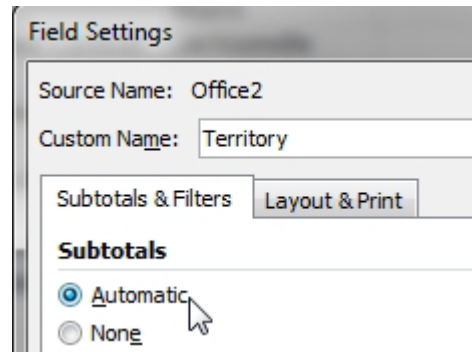 Field Settings
Source Name: Office2
Custom Name: Territory
Subtotals & Filters Layout & Print
Subtotals
Automatic
None